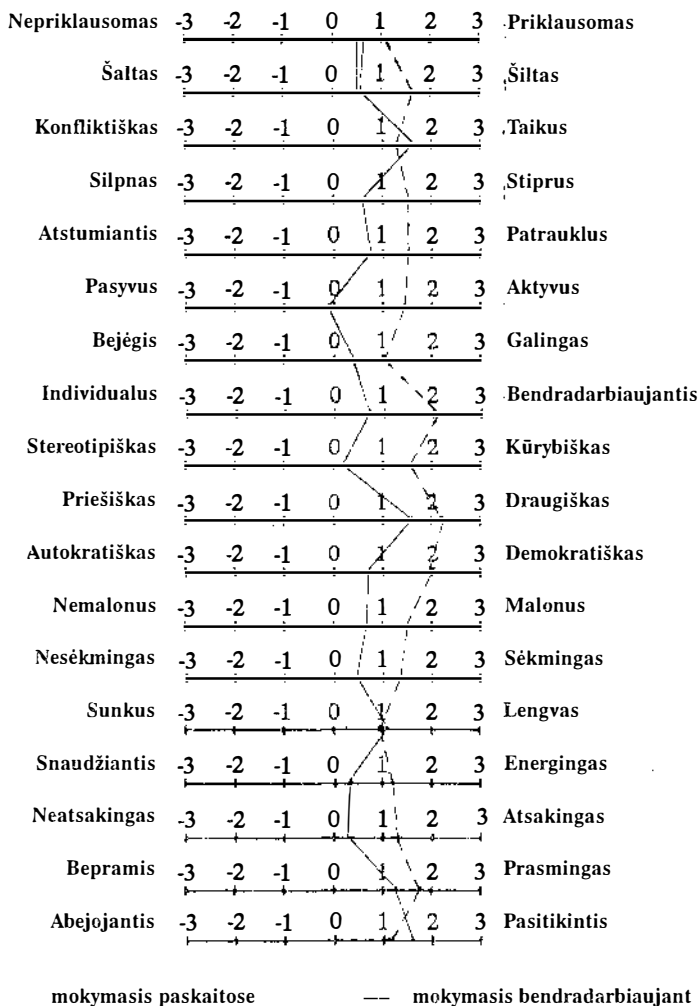 Nepriklausomas -3 -2 -1 0 1 2 3 Priklausomas
Šaltas -3 -2 -1 0 1 2 3 Šiltas
Konfliktiškas -3 -2 -1 0 1 2 3 Taikus
Silpnas -3 -2 -1 0 1 2 3 Stiprus
Atstumiantis -3 -2 -1 0 1 2 3 Patrauklus
Pasyvus -3 -2 -1 0 1 2 3 Aktyvus
Bejėgis -3 -2 -1 0 1 2 3 Galingas
Individualus -3 -2 -1 0 1 2 3 Bendradarbiaujantis
Stereotipiškas -3 -2 -1 0 1 2 3 Kūrybiškas
Priešiškas -3 -2 -1 0 1 2 3 Draugiškas
Autokratiškas -3 -2 -1 0 1 2 3 Demokratiškas
Nemalonus -3 -2 -1 0 1 2 3 Malonus
Nesėkmingas -3 -2 -1 0 1 2 3 Sėkmingas
Sunkus -3 -2 -1 0 1 2 3 Lengvas
Snaudžiantis -3 -2 -1 0 1 2 3 Energingas
Neatsakingas -3 -2 -1 0 1 2 3 Atsakingas
Bepramis -3 -2 -1 0 1 2 3 Prasmingas
Abejojantis -3 -2 -1 0 1 2 3 Pasitikintis
mokymasis paskaitose — mokymasis bendradarbiaujant